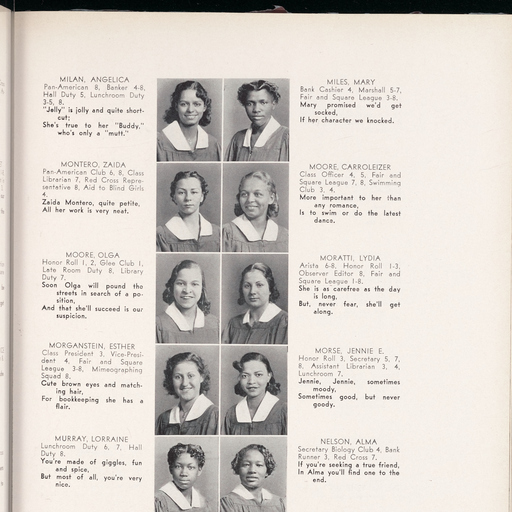 MILAN, ANGELICA
Pan-American 8, Banker 4-8,
Hall Duty 5, Lunchroom Duty
3-5, 8.
"Jelly" is jolly and quite short-
cut;
She's true to her "Buddy,"
who's only a "mutt."
MILES, MARY
Bank Cashier 4, Marshall 5-7,
Fair and Square League 3-8.
Mary promised we'd get
socked,
If her character we knocked.
MONTERO, ZAIDA
Pan-American Club 6, 8, Class
Librarian 7, Red Cross Repre-
sentative 8, Aid to Blind Girls
4.
Zaida Montero, quite petite,
All her work is very neat.
MOORE, CARROLEIZER
Class Officer 4, 5, Fair and
Square League 7, 8, Swimming
Club 3, 4.
More important to her than
any romance,
Is to swim or do the latest
dance.
MOORE, OLGA
Honor Roll 1, 2, Glee Club 1,
Late Room Duty 8, Library
Duty 7.
Soon Olga will pound the
streets in search of a po-
sition,
And that she'll succeed is our
suspicion.
MORATTI, LYDIA
Arista 6-8, Honor Roll 1-3,
Observer Editor 8, Fair and
Square League 1-8.
She is as carefree as the day
is long,
But, never fear, she'll get
along.
MORGANSTEIN, ESTHER
Class President 3, Vice-Presi-
dent 4, Fair and Square
League 3-8, Mimeographing
Squad 8.
Cute brown eyes and match-
ing hair,
For bookkeeping she has a
flair.
MORSE, JENNIE E.
Honor Roll 3, Secretary 5, 7,
8, Assistant Librarian 3, 4,
Lunchroom 7.
Jennie, Jennie, sometimes
moody,
Sometimes good, but never
goody.
MURRAY, LORRAINE
Lunchroom Duty 6, 7, Hall
Duty 8.
You're made of giggles, fun
and spice,
But most of all, you're very
nice.
NELSON, ALMA
Secretary Biology Club 4, Bank
Runner 3, Red Cross 7.
If you're seeking a true friend,
In Alma you'll find one to the
end.